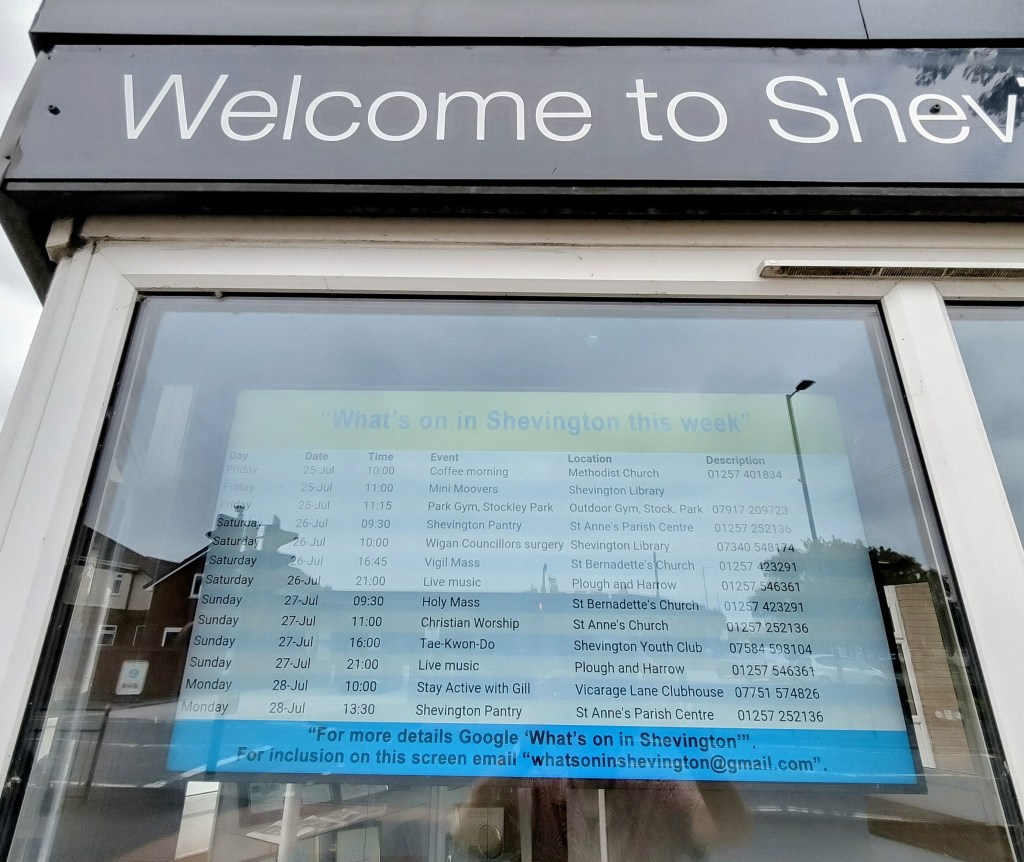 Welcome to Shev
“What's on in Shevington this week”
Day Date Time Event Location Description
Friday 25-Jul 10:00 Coffee morning Methodist Church 01257 401834
Friday 25-Jul 11:00 Mini Moovers Shevington Library
Friday 25-Jul 11:15 Park Gym, Stockley Park Outdoor Gym, Stock. Park 07917 209723
Saturday 26-Jul 09:30 Shevington Pantry St Anne's Parish Centre 01257 252136
Saturday 26-Jul 10:00 Wigan Councillors surgery Shevington Library 07340 548174
Saturday 26-Jul 16:45 Vigil Mass St Bernadette's Church 01257 423291
Saturday 26-Jul 21:00 Live music Plough and Harrow 01257 546361
Sunday 27-Jul 09:30 Holy Mass St Bernadette's Church 01257 423291
Sunday 27-Jul 11:00 Christian Worship St Anne's Church 01257 252136
Sunday 27-Jul 16:00 Tae-Kwon-Do Shevington Youth Club 07584 598104
Sunday 27-Jul 21:00 Live music Plough and Harrow 01257 546361
Monday 28-Jul 10:00 Stay Active with Gill Vicarage Lane Clubhouse 07751 574826
Monday 28-Jul 13:30 Shevington Pantry St Anne's Parish Centre 01257 252136
“For more details Google ‘What's on in Shevington’”.
For inclusion on this screen email “whatsoninshevington@gmail.com”.